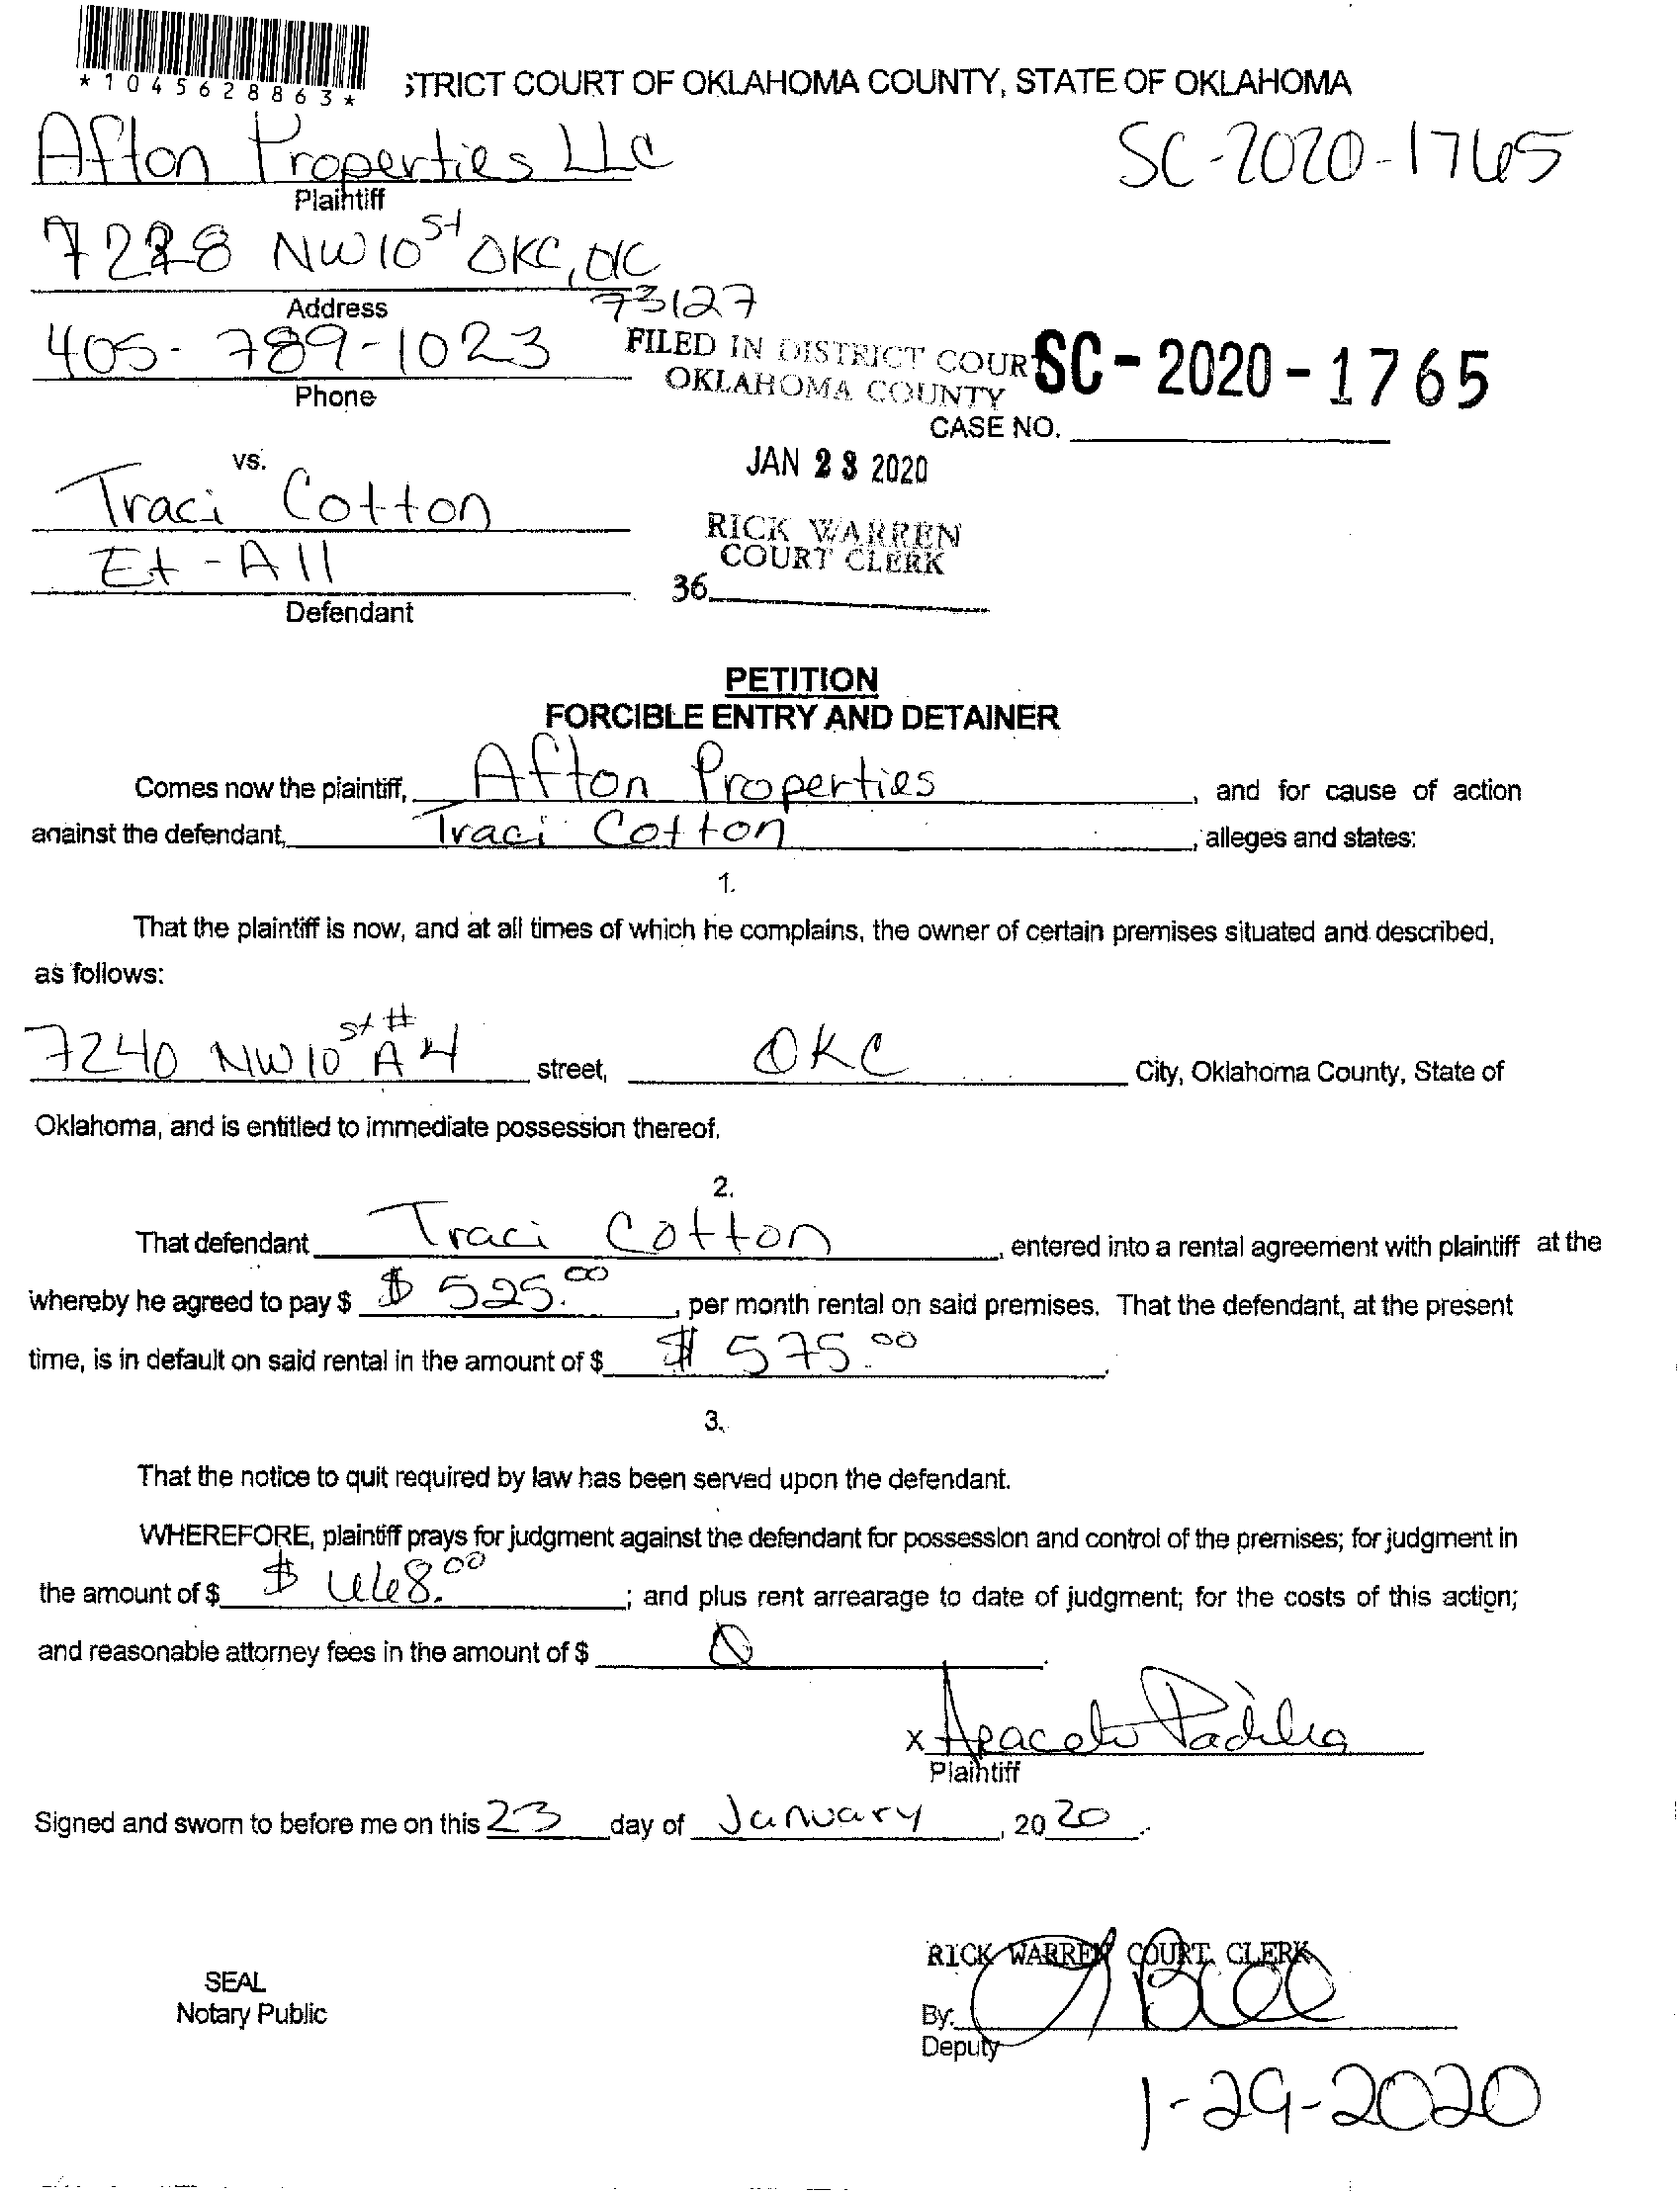 *1045628863*
STRICT COURT OF OKLAHOMA COUNTY, STATE OF OKLAHOMA
Afton Properties LLC
SC-2020-1765
Plaintiff
7228 NW 10 St OKC, OK
73127
Address
405-789-1023
Phone
FILED IN DISTRICT COURT
OKLAHOMA COUNTY
SC-2020-1765
CASE NO.
JAN 23 2020
vs.
Traci Cotton
Et-All
Defendant
RICK WARREN
COURT CLERK
36
PETITION
FORCIBLE ENTRY AND DETAINER
Comes now the plaintiff, Afton Properties, and for cause of action
against the defendant, Traci Cotton, alleges and states:
1.
That the plaintiff is now, and at all times of which he complains, the owner of certain premises situated and described,
as follows:
7240 NW 10 St # A4 street, OKC City, Oklahoma County, State of
Oklahoma, and is entitled to immediate possession thereof.
2.
That defendant Traci Cotton, entered into a rental agreement with plaintiff at the
whereby he agreed to pay $ $ 525.00, per month rental on said premises. That the defendant, at the present
time, is in default on said rental in the amount of $ $ 575.00.
3.
That the notice to quit required by law has been served upon the defendant.
WHEREFORE, plaintiff prays for judgment against the defendant for possession and control of the premises; for judgment in
the amount of $ $ 668.00; and plus rent arrearage to date of judgment; for the costs of this action;
and reasonable attorney fees in the amount of $ 0.
x Aracely Padilla
Plaintiff
Signed and sworn to before me on this 23 day of January, 2020.
RICK WARREN COURT CLERK
SEAL
Notary Public
By:
Deputy
1-29-2020